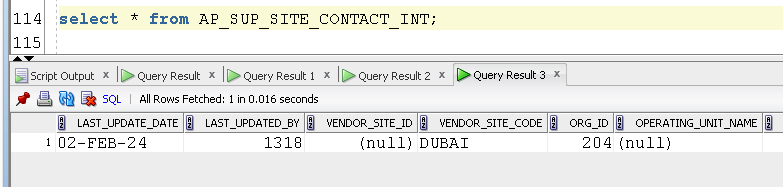 114 select * from AP_SUP_SITE_CONTACT_INT;
115
Script Output x Query Result x Query Result 1 x Query Result 2 x Query Result 3 x
SQL | All Rows Fetched: 1 in 0.016 seconds
LAST_UPDATE_DATE LAST_UPDATED_BY VENDOR_SITE_ID VENDOR_SITE_CODE ORG_ID OPERATING_UNIT_NAME
1 02-FEB-24 1318 (null) DUBAI 204 (null)